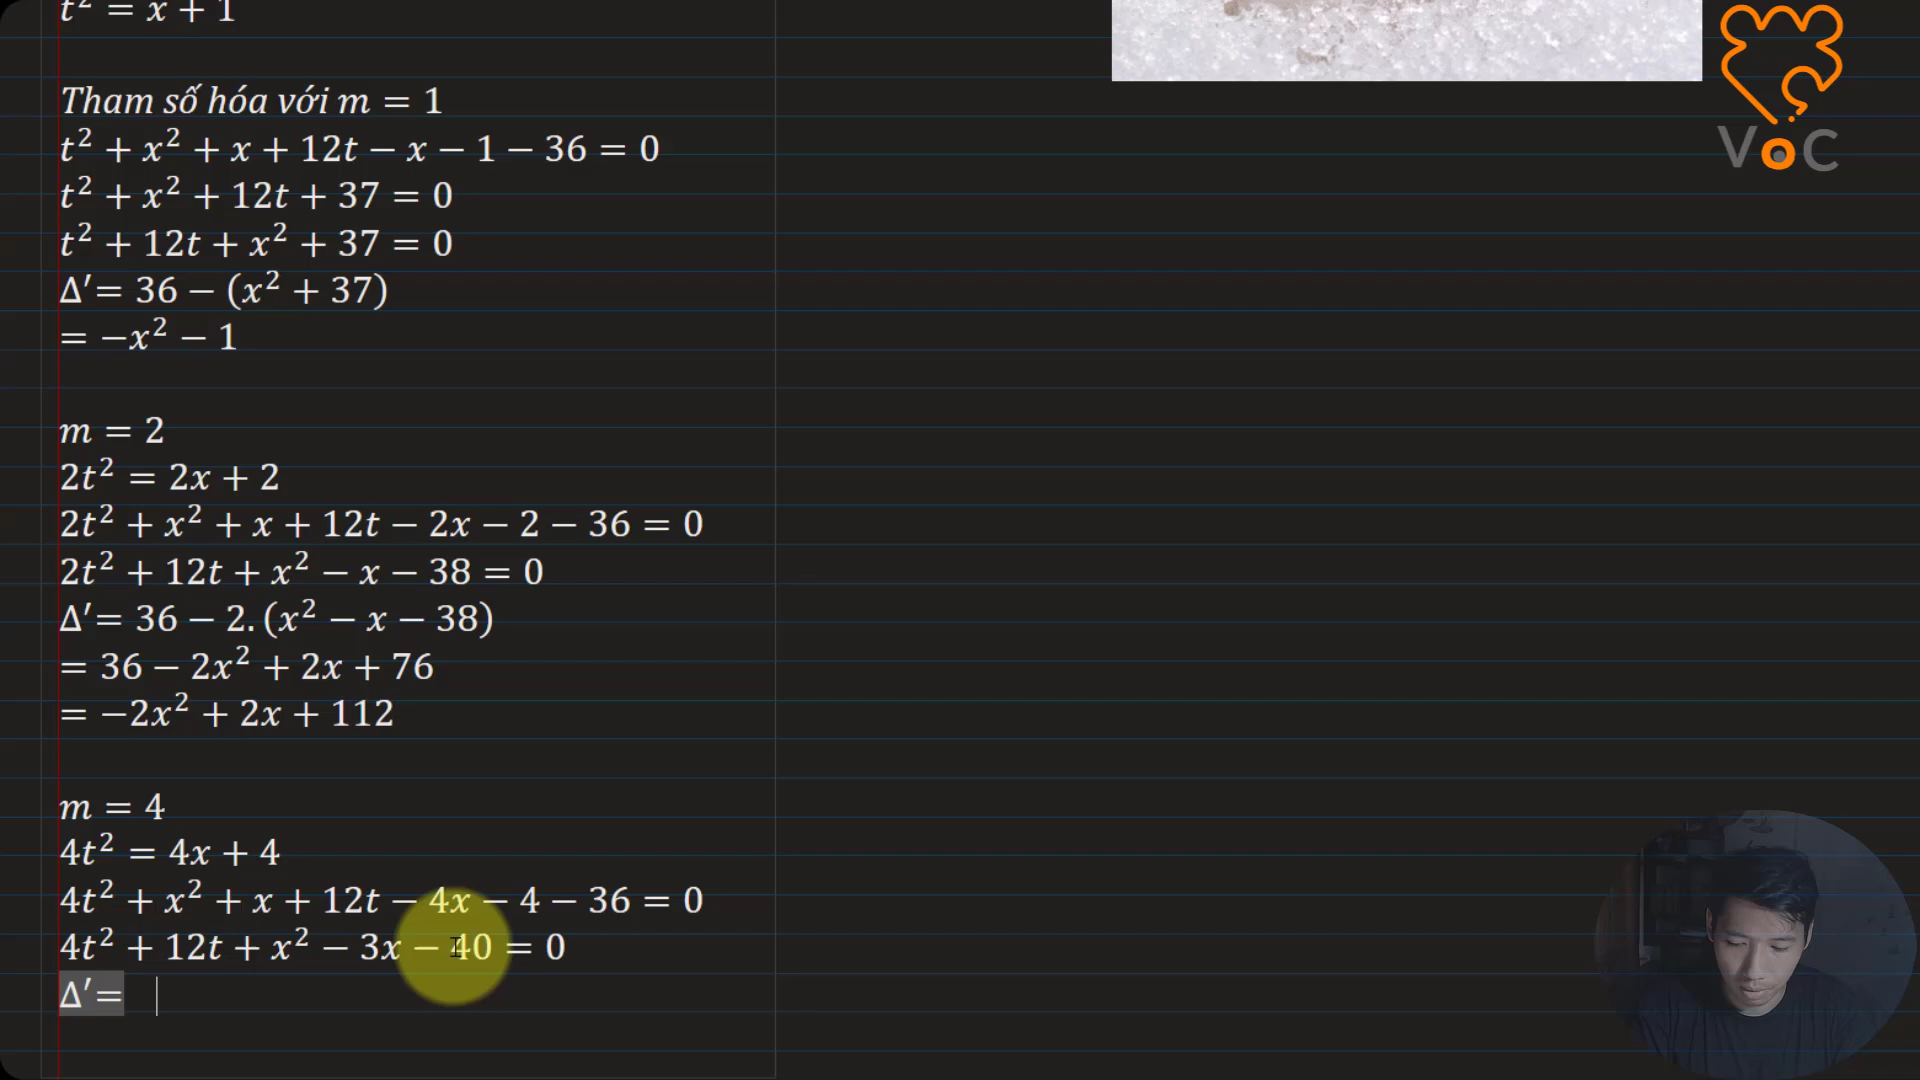 t² = x + 1
Tham số hóa với m = 1
t² + x² + x + 12t − x − 1 − 36 = 0
t² + x² + 12t + 37 = 0
t² + 12t + x² + 37 = 0
Δ′= 36 − (x² + 37)
= −x² − 1
m = 2
2t² = 2x + 2
2t² + x² + x + 12t − 2x − 2 − 36 = 0
2t² + 12t + x² − x − 38 = 0
Δ′= 36 − 2. (x² − x − 38)
= 36 − 2x² + 2x + 76
= −2x² + 2x + 112
m = 4
4t² = 4x + 4
4t² + x² + x + 12t − 4x − 4 − 36 = 0
4t² + 12t + x² − 3x − 40 = 0
Δ′=
VoC